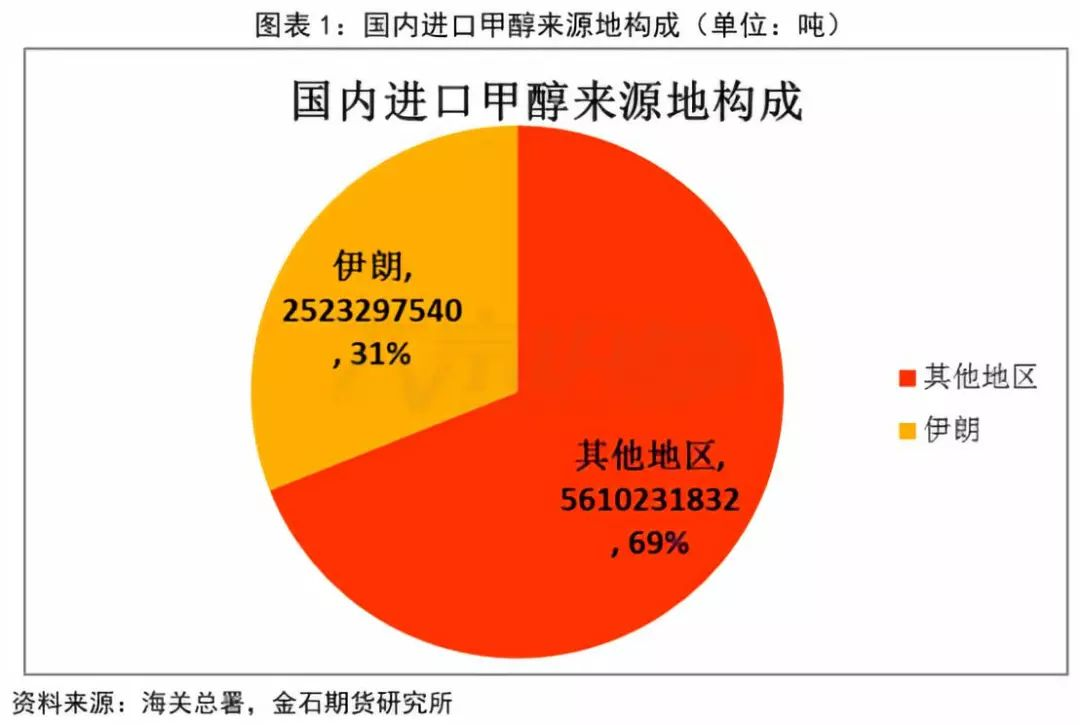 图表1：国内进口甲醇来源地构成（单位：吨）
国内进口甲醇来源地构成
伊朗,
2523297540
, 31%
其他地区,
5610231832
, 69%
其他地区
伊朗
资料来源：海关总署，金石期货研究所